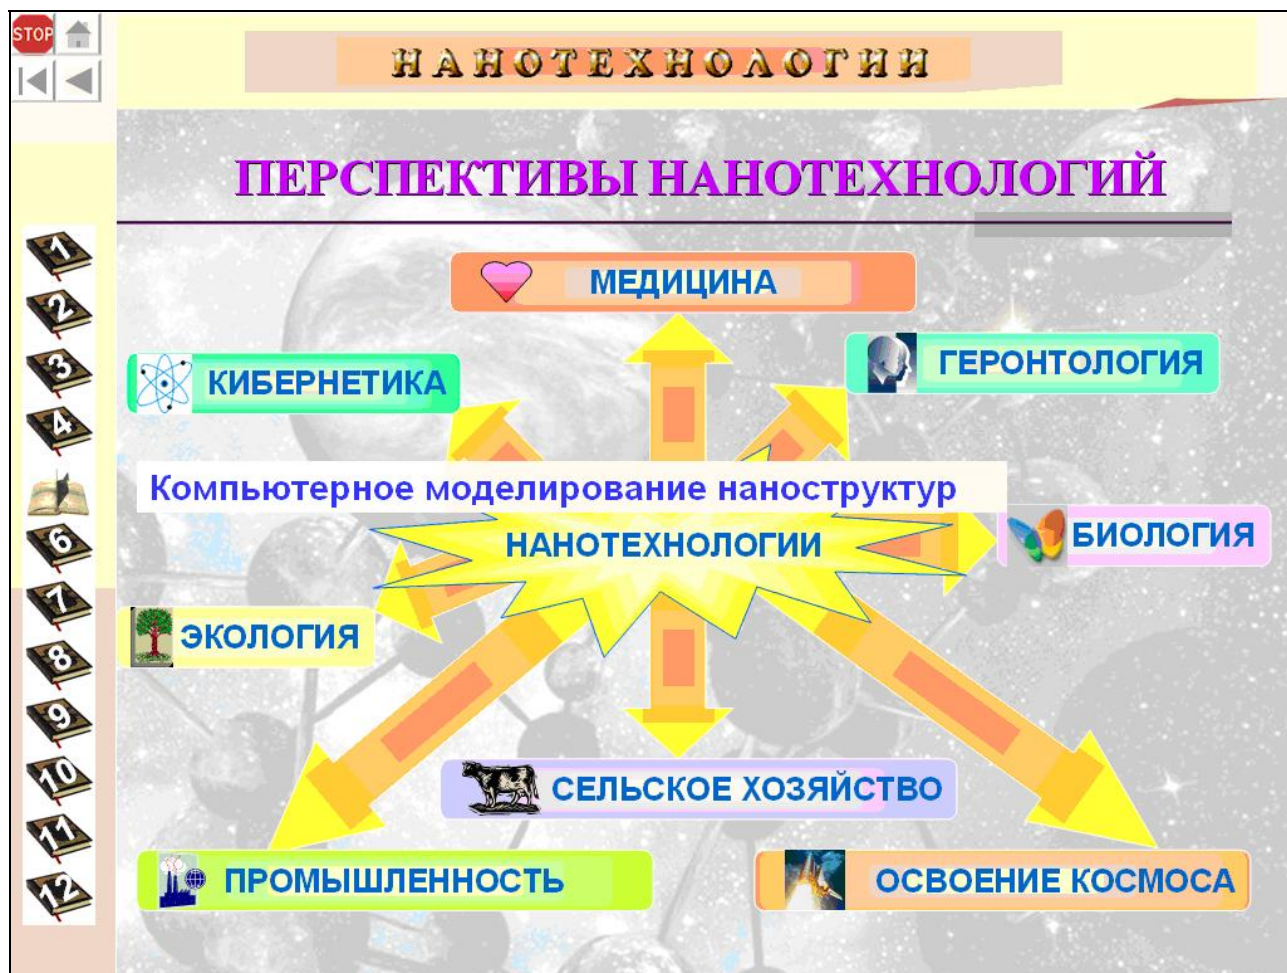 STOP
НАНОТЕХНОЛОГИИ
ПЕРСПЕКТИВЫ НАНОТЕХНОЛОГИЙ
МЕДИЦИНА
КИБЕРНЕТИКА
ГЕРОНТОЛОГИЯ
Компьютерное моделирование наноструктур
НАНОТЕХНОЛОГИИ
БИОЛОГИЯ
ЭКОЛОГИЯ
СЕЛЬСКОЕ ХОЗЯЙСТВО
ПРОМЫШЛЕННОСТЬ
ОСВОЕНИЕ КОСМОСА
1
2
3
4
6
7
8
9
10
11
12